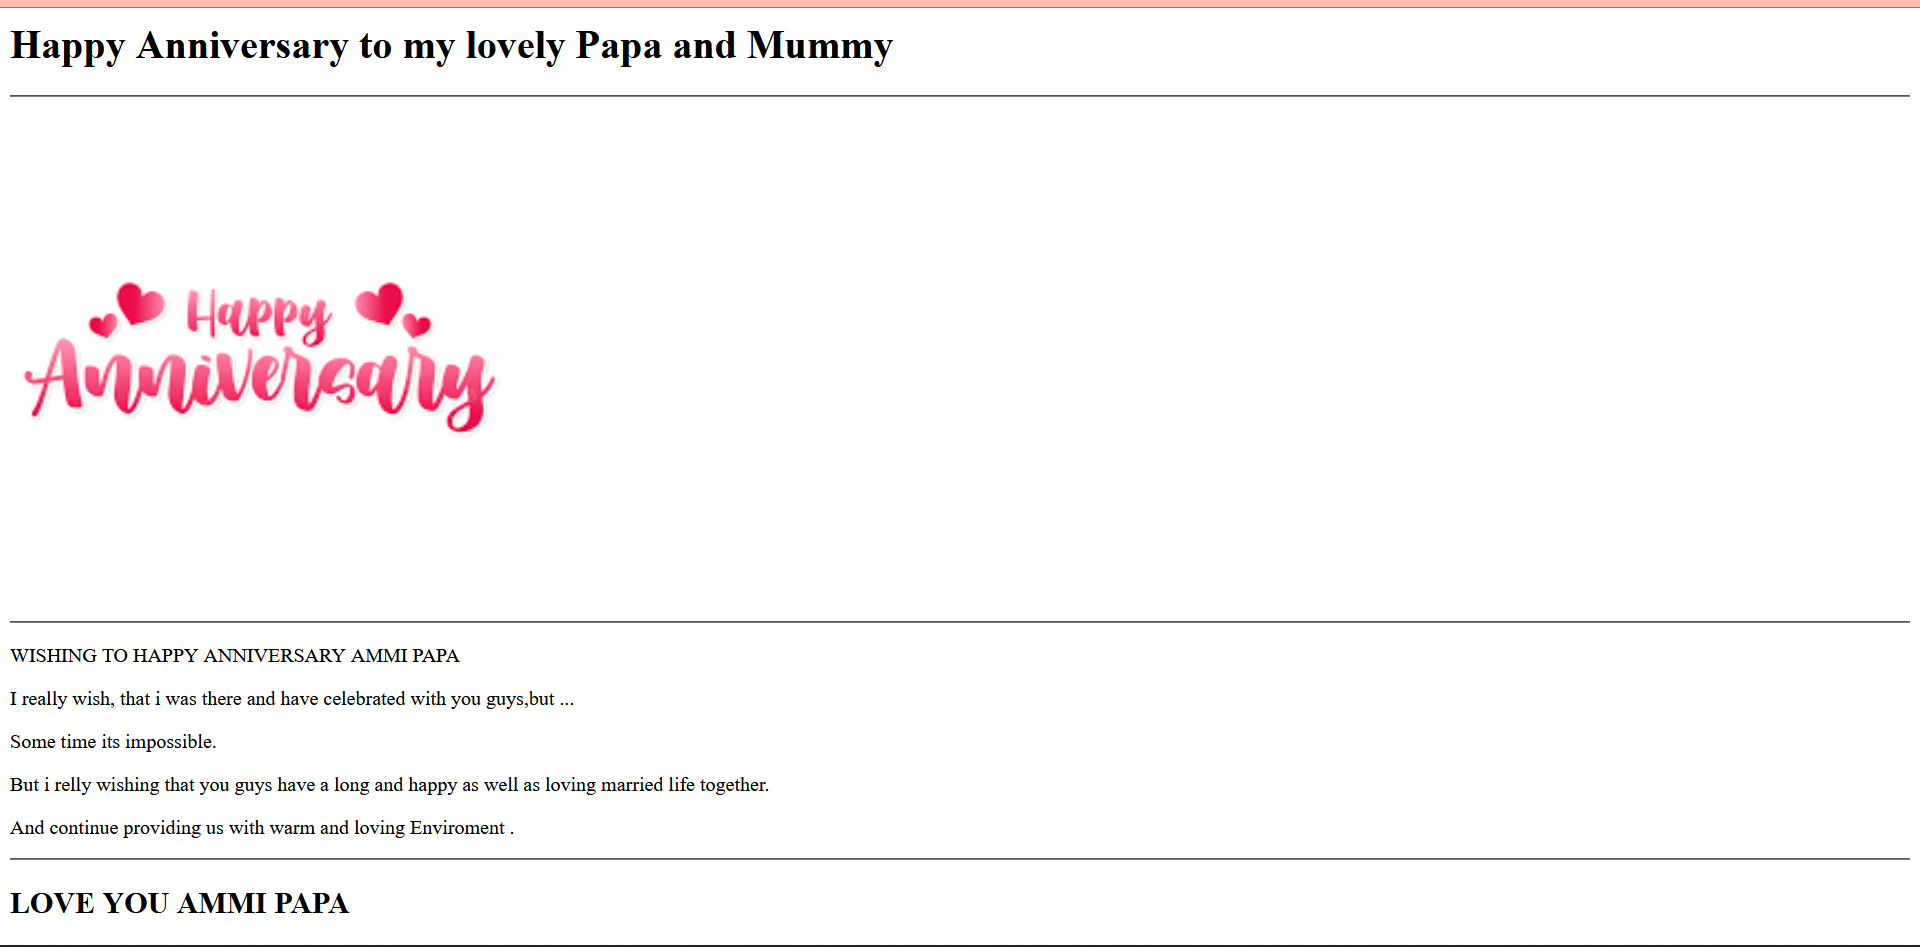 Happy Anniversary to my lovely Papa and Mummy
Happy
Anniversary
WISHING TO HAPPY ANNIVERSARY AMMI PAPA
I really wish, that i was there and have celebrated with you guys,but ...
Some time its impossible.
But i relly wishing that you guys have a long and happy as well as loving married life together.
And continue providing us with warm and loving Enviroment .
LOVE YOU AMMI PAPA